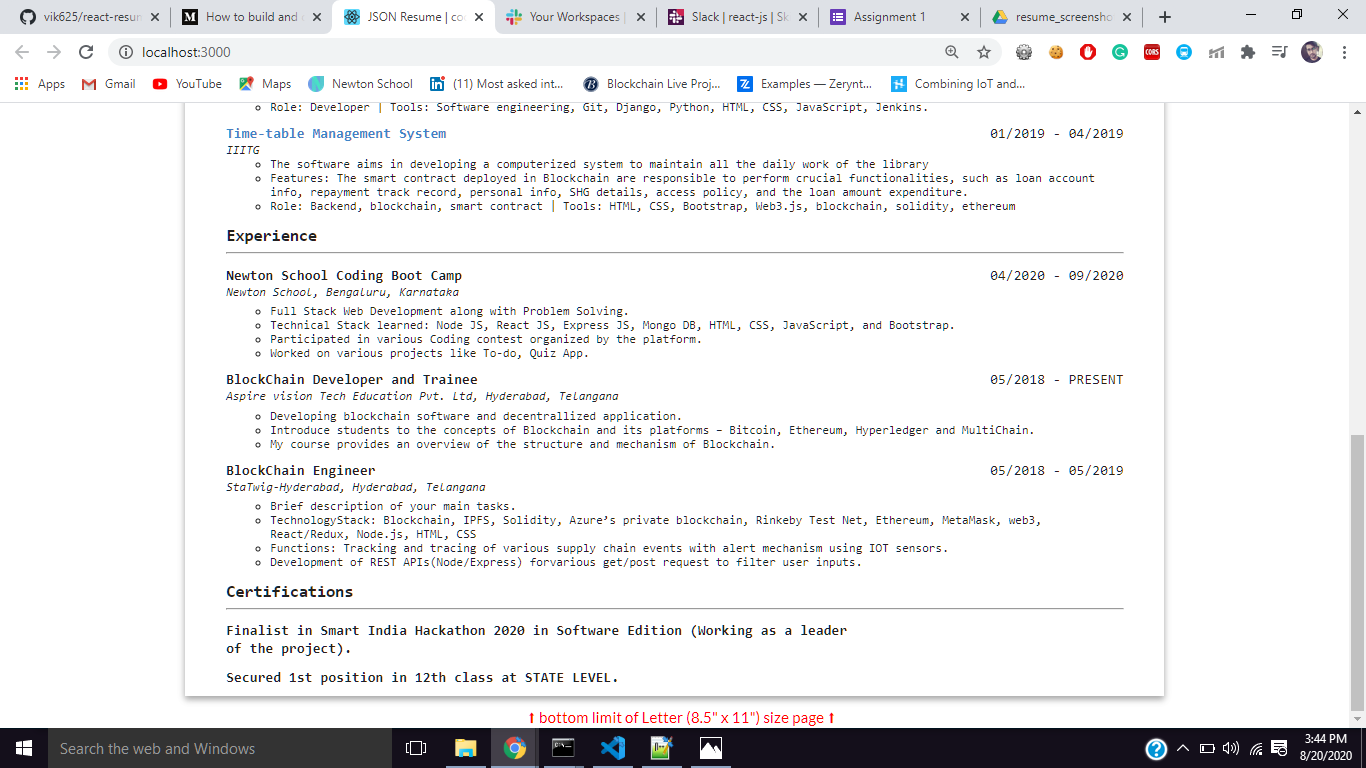 vik625/react-resun
How to build and
JSON Resume | co
Your Workspaces |
Slack | react-js | Sk
Assignment 1
resume_screensho
localhost:3000
CORS
Apps
Gmail
YouTube
Maps
Newton School
(11) Most asked int...
Blockchain Live Proj...
Examples — Zerynt...
Combining IoT and...
Role: Developer | Tools: Software engineering, Git, Django, Python, HTML, CSS, JavaScript, Jenkins.
Time-table Management System 01/2019 - 04/2019
IIITG
The software aims in developing a computerized system to maintain all the daily work of the library
Features: The smart contract deployed in Blockchain are responsible to perform crucial functionalities, such as loan account
info, repayment track record, personal info, SHG details, access policy, and the loan amount expenditure.
Role: Backend, blockchain, smart contract | Tools: HTML, CSS, Bootstrap, Web3.js, blockchain, solidity, ethereum
Experience
Newton School Coding Boot Camp 04/2020 - 09/2020
Newton School, Bengaluru, Karnataka
Full Stack Web Development along with Problem Solving.
Technical Stack learned: Node JS, React JS, Express JS, Mongo DB, HTML, CSS, JavaScript, and Bootstrap.
Participated in various Coding contest organized by the platform.
Worked on various projects like To-do, Quiz App.
BlockChain Developer and Trainee 05/2018 - PRESENT
Aspire vision Tech Education Pvt. Ltd, Hyderabad, Telangana
Developing blockchain software and decentrallized application.
Introduce students to the concepts of Blockchain and its platforms – Bitcoin, Ethereum, Hyperledger and MultiChain.
My course provides an overview of the structure and mechanism of Blockchain.
BlockChain Engineer 05/2018 - 05/2019
StaTwig-Hyderabad, Hyderabad, Telangana
Brief description of your main tasks.
TechnologyStack: Blockchain, IPFS, Solidity, Azure’s private blockchain, Rinkeby Test Net, Ethereum, MetaMask, web3,
React/Redux, Node.js, HTML, CSS
Functions: Tracking and tracing of various supply chain events with alert mechanism using IOT sensors.
Development of REST APIs(Node/Express) forvarious get/post request to filter user inputs.
Certifications
Finalist in Smart India Hackathon 2020 in Software Edition (Working as a leader
of the project).
Secured 1st position in 12th class at STATE LEVEL.
⬆ bottom limit of Letter (8.5" x 11") size page ⬆
Search the web and Windows
3:44 PM
8/20/2020